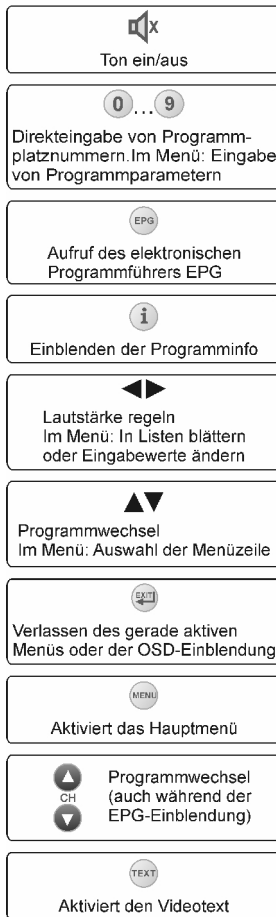 Ton ein/aus
0...9
Direkteingabe von Programm-
platznummern.Im Menü: Eingabe
von Programmparametern
EPG
Aufruf des elektronischen
Programmführers EPG
i
Einblenden der Programminfo
Lautstärke regeln
Im Menü: In Listen blättern
oder Eingabewerte ändern
Programmwechsel
Im Menü: Auswahl der Menüzeile
EXIT
Verlassen des gerade aktiven
Menüs oder der OSD-Einblendung
MENU
Aktiviert das Hauptmenü
CH
Programmwechsel
(auch während der
EPG-Einblendung)
TEXT
Aktiviert den Videotext